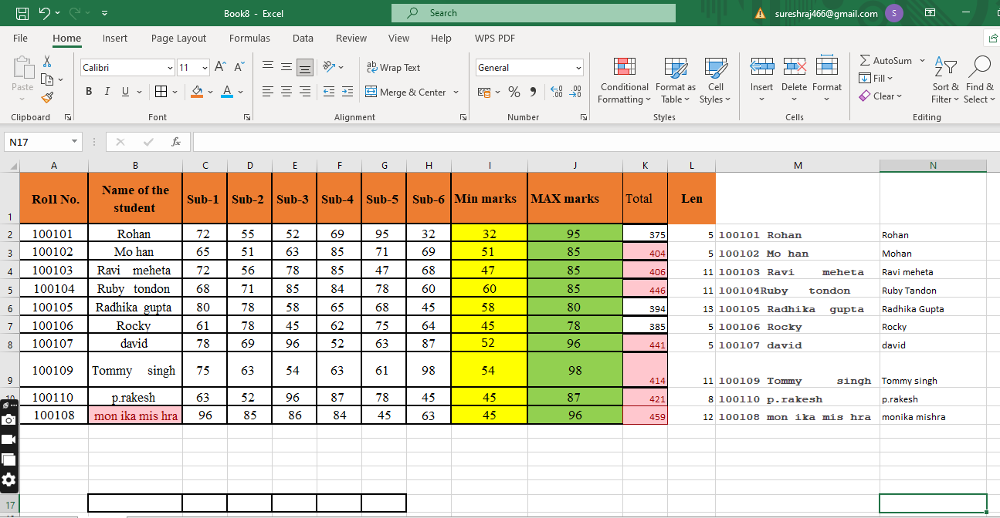 Book8 - Excel
Search
sureshraj466@gmail.com
S
File Home Insert Page Layout Formulas Data Review View Help WPS PDF
Paste
Clipboard
Calibri 11
B I U
Font
Wrap Text
Merge & Center
Alignment
General
Number
Conditional Formatting
Format as Table
Cell Styles
Styles
Insert Delete Format
Cells
AutoSum
Fill
Clear
Sort & Filter
Find & Select
Editing
N17 fx
A B C D E F G H I J K L M N
1 Roll No. Name of the student Sub-1 Sub-2 Sub-3 Sub-4 Sub-5 Sub-6 Min marks MAX marks Total Len
2 100101 Rohan 72 55 52 69 95 32 32 95 375 5 100101 Rohan Rohan
3 100102 Mo han 65 51 63 85 71 69 51 85 404 5 100102 Mo han Mohan
4 100103 Ravi meheta 72 56 78 85 47 68 47 85 406 11 100103 Ravi meheta Ravi meheta
5 100104 Ruby tondon 68 71 85 84 78 60 60 85 446 11 100104Ruby tondon Ruby Tandon
6 100105 Radhika gupta 80 78 58 65 68 45 58 80 394 13 100105 Radhika gupta Radhika Gupta
7 100106 Rocky 61 78 45 62 75 64 45 78 385 5 100106 Rocky Rocky
8 100107 david 78 69 96 52 63 87 52 96 441 5 100107 david david
9 100109 Tommy singh 75 63 54 63 61 98 54 98 414 11 100109 Tommy singh Tommy singh
10 100110 p.rakesh 63 52 96 87 78 45 45 87 421 8 100110 p.rakesh p.rakesh
100108 mon ika mis hra 96 85 86 84 45 63 45 96 459 12 100108 mon ika mis hra monika mishra
17